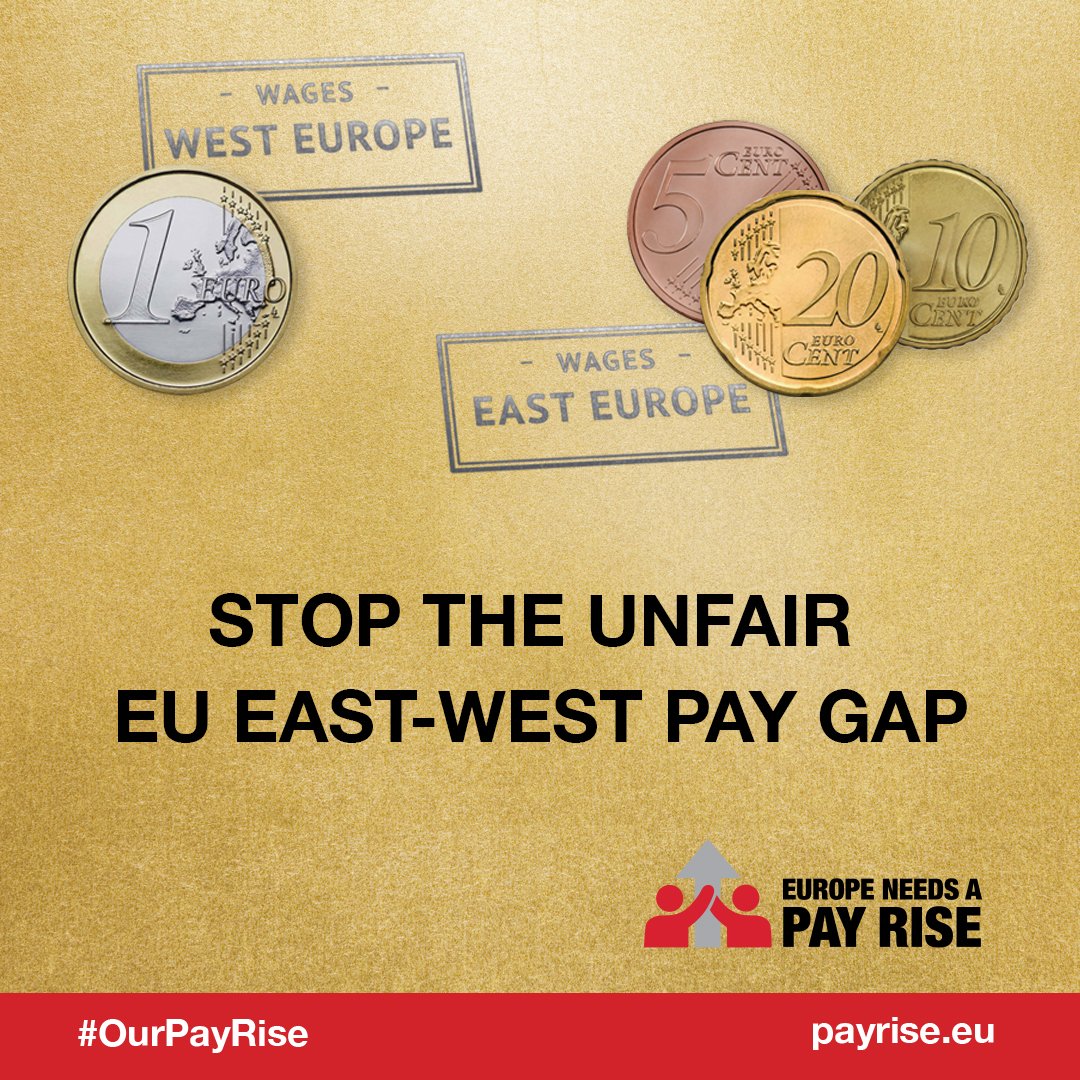 - WAGES -
WEST EUROPE
1 EURO
5 EURO CENT
20 EURO CENT
10 EURO CENT
- WAGES -
EAST EUROPE
STOP THE UNFAIR
EU EAST-WEST PAY GAP
EUROPE NEEDS A
PAY RISE
#OurPayRise
payrise.eu